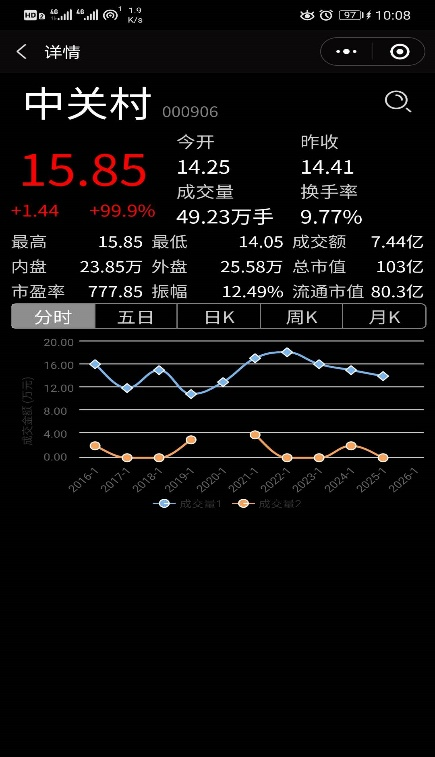 HD 4G 4G 1 1.9 K/s 97 10:08
详情
中关村 000906
15.85
+1.44 +99.9%
今开 昨收
14.25 14.41
成交量 换手率
49.23万手 9.77%
最高 15.85 最低 14.05 成交额 7.44亿
内盘 23.85万 外盘 25.58万 总市值 103亿
市盈率 777.85 振幅 12.49% 流通市值 80.3亿
分时 五日 日K 周K 月K
成交金额 (万元)
20.00
16.00
12.00
8.00
4.00
0.00
2016-1 2017-1 2018-1 2019-1 2020-1 2021-1 2022-1 2023-1 2024-1 2025-1 2026-1
成交量1 成交量2